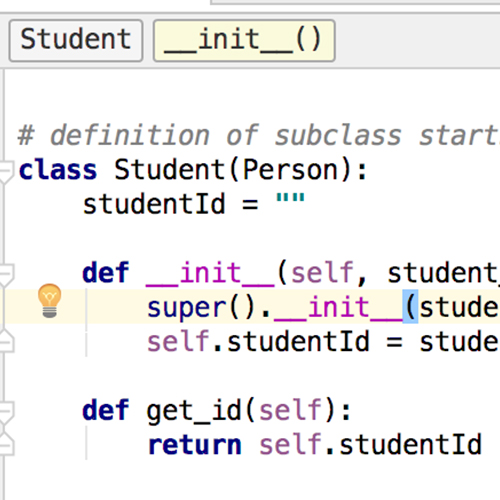 Student __init__()
# definition of subclass start
class Student(Person):
studentId = ""
def __init__(self, student_
super().__init__(stude
self.studentId = stude
def get_id(self):
return self.studentId